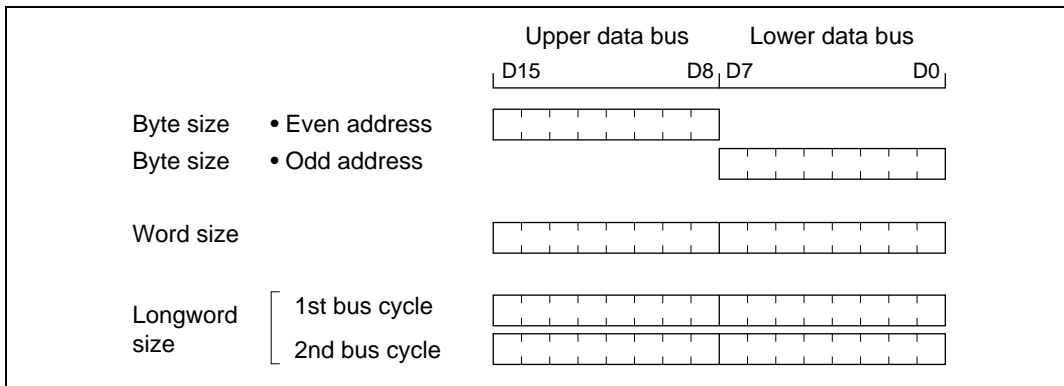 Upper data bus Lower data bus
D15 D8 D7 D0
Byte size • Even address
Byte size • Odd address
Word size
Longword size
1st bus cycle
2nd bus cycle